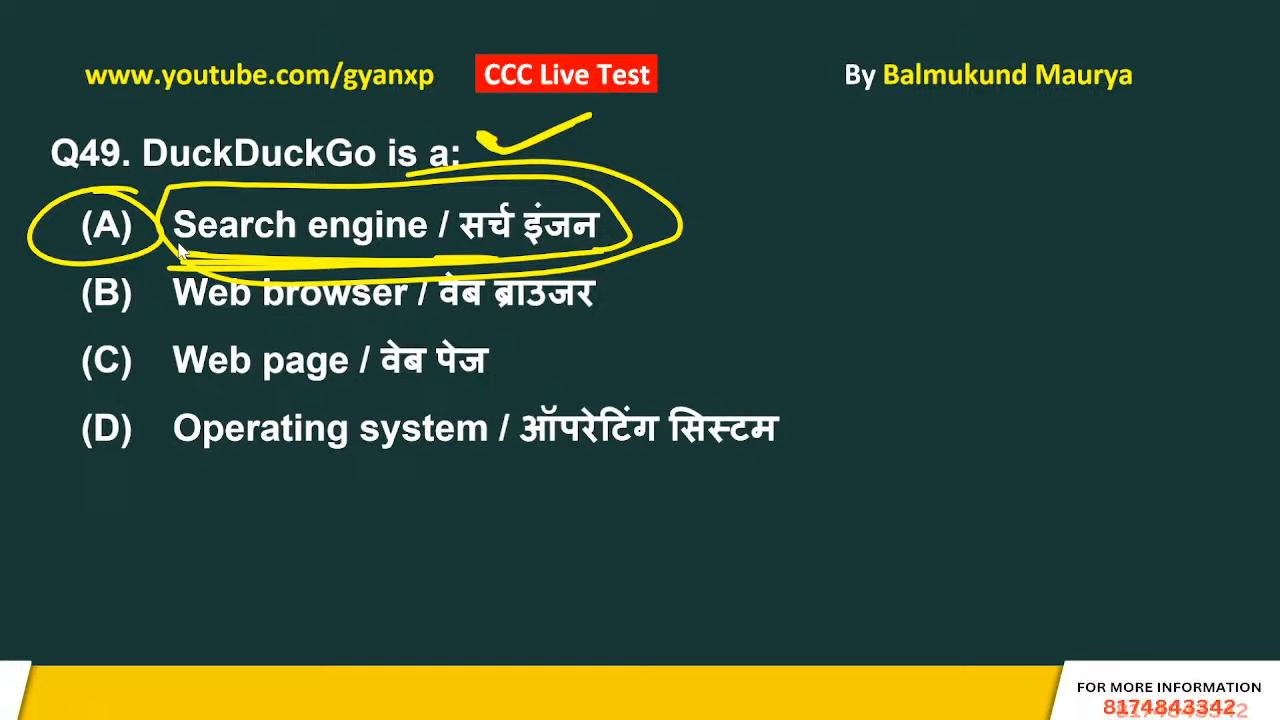 www.youtube.com/gyanxp CCC Live Test By Balmukund Maurya
Q49. DuckDuckGo is a:
(A) Search engine / सर्च इंजन
(B) Web browser / वेब ब्राउजर
(C) Web page / वेब पेज
(D) Operating system / ऑपरेटिंग सिस्टम
FOR MORE INFORMATION
8174843342